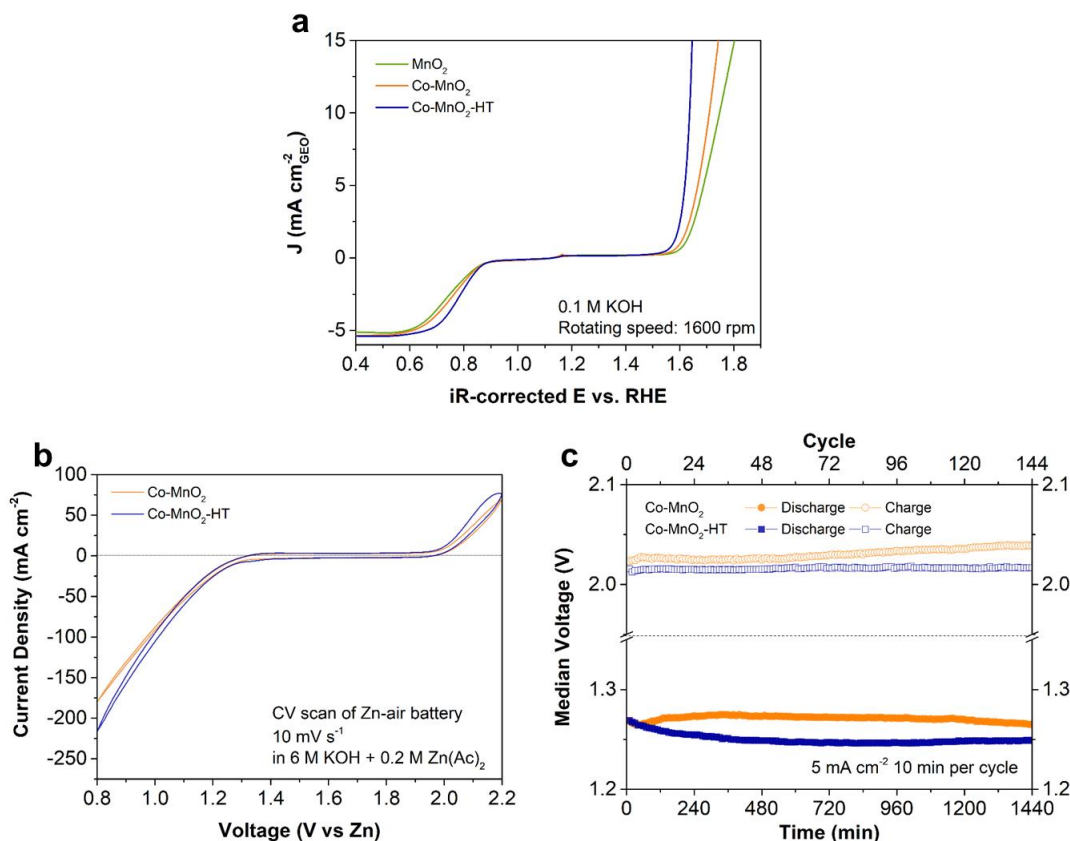 a
MnO₂
Co-MnO₂
Co-MnO₂-HT
J (mA cm⁻²GEO)
15
10
5
0
-5
0.1 M KOH
Rotating speed: 1600 rpm
0.4 0.6 0.8 1.0 1.2 1.4 1.6 1.8
iR-corrected E vs. RHE
b
Co-MnO₂
Co-MnO₂-HT
Current Density (mA cm⁻²)
100
75
50
25
0
-50
-100
-150
-200
-250
CV scan of Zn-air battery
10 mV s⁻¹
in 6 M KOH + 0.2 M Zn(Ac)₂
0.8 1.0 1.2 1.4 1.6 1.8 2.0 2.2
Voltage (V vs Zn)
c
Cycle
0 24 48 72 96 120 144
Co-MnO₂ Discharge Charge
Co-MnO₂-HT Discharge Charge
Median Voltage (V)
2.1 2.1
2.0 2.0
1.3 1.3
1.2 1.2
5 mA cm⁻² 10 min per cycle
0 240 480 720 960 1200 1440
Time (min)